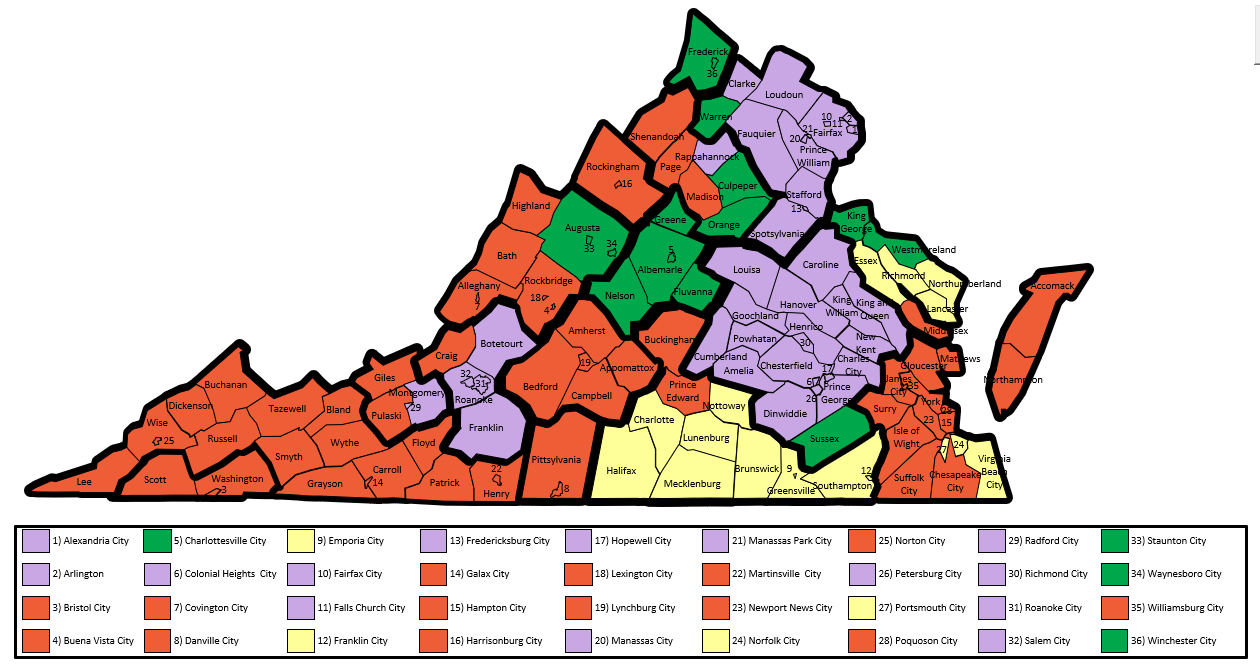 Frederick
36
Clarke
Loudoun
Warren
Fauquier
10
2
11
1
21
Fairfax
20
Prince
William
Shenandoah
Page
Rappahannock
Rockingham
16
Culpeper
Madison
Stafford
13
Highland
Greene
Orange
Spotsylvania
King
George
Augusta
33
34
5
Westmoreland
Bath
Albemarle
Louisa
Caroline
Essex
Richmond
Northumberland
Accomack
Alleghany
7
Rockbridge
18
4
Nelson
Fluvanna
Hanover
King
William
King and
Queen
Lancaster
Goochland
Henrico
30
Middlesex
Amherst
Buckingham
Powhatan
New
Kent
Botetourt
Craig
19
Appomattox
Cumberland
Amelia
Chesterfield
Charles
City
17
Gloucester
Mathews
Northampton
Giles
32
31
Roanoke
Bedford
Campbell
Prince
Edward
Nottoway
6
26
Prince
George
James
City
35
York
Buchanan
Montgomery
29
Dickenson
Tazewell
Bland
Pulaski
Franklin
Charlotte
Dinwiddie
Surry
28
23
15
Wise
25
Russell
Wythe
Floyd
Lunenburg
Sussex
Isle of
Wight
27
24
Virginia
Beach
City
Smyth
Pittsylvania
Halifax
Brunswick
9
12
Lee
Scott
Washington
3
Grayson
Carroll
14
Patrick
22
Henry
8
Mecklenburg
Greensville
Southampton
Suffolk
City
Chesapeake
City
1) Alexandria City
5) Charlottesville City
9) Emporia City
13) Fredericksburg City
17) Hopewell City
21) Manassas Park City
25) Norton City
29) Radford City
33) Staunton City
2) Arlington
6) Colonial Heights City
10) Fairfax City
14) Galax City
18) Lexington City
22) Martinsville City
26) Petersburg City
30) Richmond City
34) Waynesboro City
3) Bristol City
7) Covington City
11) Falls Church City
15) Hampton City
19) Lynchburg City
23) Newport News City
27) Portsmouth City
31) Roanoke City
35) Williamsburg City
4) Buena Vista City
8) Danville City
12) Franklin City
16) Harrisonburg City
20) Manassas City
24) Norfolk City
28) Poquoson City
32) Salem City
36) Winchester City